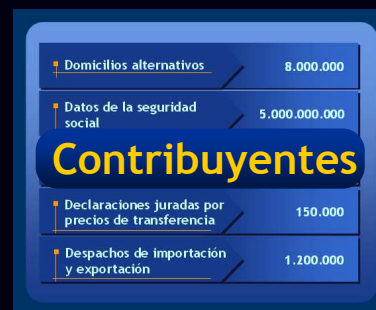 Domicilios alternativos 8.000.000
Datos de la seguridad
social 5.000.000.000
Contribuyentes
Declaraciones juradas por
precios de transferencia 150.000
Despachos de importación
y exportación 1.200.000